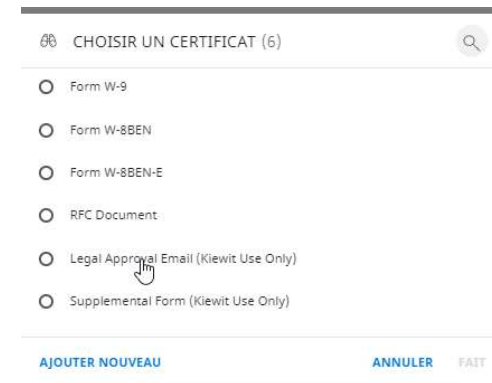 CHOISIR UN CERTIFICAT (6)
Form W-9
Form W-8BEN
Form W-8BEN-E
RFC Document
Legal Approval Email (Kiewit Use Only)
Supplemental Form (Kiewit Use Only)
AJOUTER NOUVEAU ANNULER FAIT